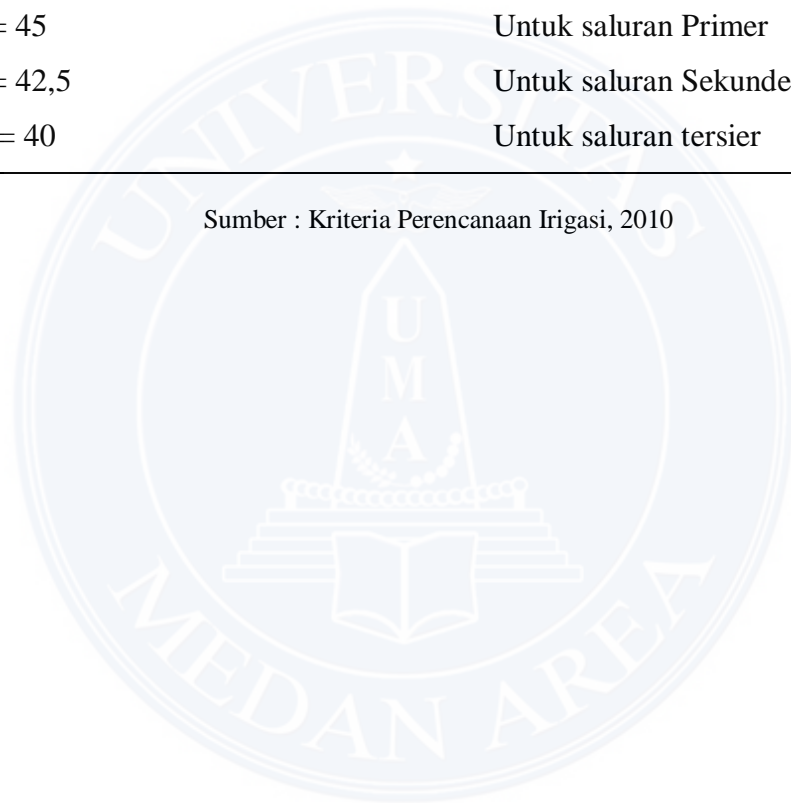 = 45 Untuk saluran Primer
= 42,5 Untuk saluran Sekunde
= 40 Untuk saluran tersier
Sumber : Kriteria Perencanaan Irigasi, 2010
UNIVERSITAS
U
M
A
MEDAN AREA